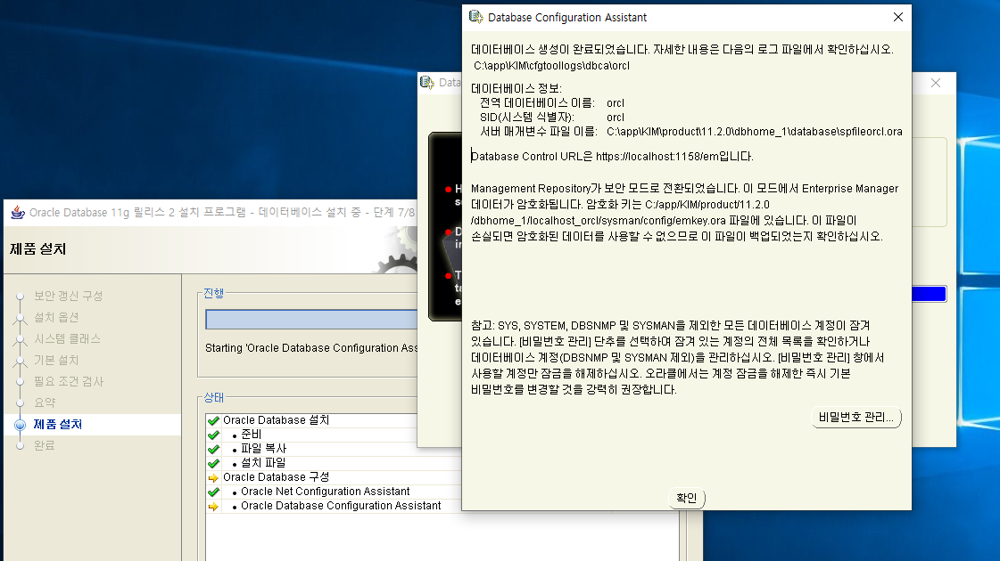 Database Configuration Assistant
데이터베이스 생성이 완료되었습니다. 자세한 내용은 다음의 로그 파일에서 확인하십시오.
C:\app\KIM\cfgtoollogs\dbca\orcl
데이터베이스 정보:
전역 데이터베이스 이름: orcl
SID(시스템 식별자): orcl
서버 매개변수 파일 이름: C:\app\KIM\product\11.2.0\dbhome_1\database\spfileorcl.ora
Database Control URL은 https://localhost:1158/em입니다.
Management Repository가 보안 모드로 전환되었습니다. 이 모드에서 Enterprise Manager
데이터가 암호화됩니다. 암호화 키는 C:/app/KIM/product/11.2.0
/dbhome_1/localhost_orcl/sysman/config/emkey.ora 파일에 있습니다. 이 파일이
손실되면 암호화된 데이터를 사용할 수 없으므로 이 파일이 백업되었는지 확인하십시오.
참고: SYS, SYSTEM, DBSNMP 및 SYSMAN을 제외한 모든 데이터베이스 계정이 잠겨
있습니다. [비밀번호 관리] 단추를 선택하여 잠겨 있는 계정의 전체 목록을 확인하거나
데이터베이스 계정(DBSNMP 및 SYSMAN 제외)을 관리하십시오. [비밀번호 관리] 창에서
사용할 계정만 잠금을 해제하십시오. 오라클에서는 계정 잠금을 해제한 즉시 기본
비밀번호를 변경할 것을 강력히 권장합니다.
비밀번호 관리...
확인
Data
Oracle Database 11g 릴리스 2 설치 프로그램 - 데이터베이스 설치 중 - 단계 7/8
제품 설치
보안 갱신 구성
설치 옵션
시스템 클래스
기본 설치
필요 조건 검사
요약
제품 설치
완료
진행
Starting 'Oracle Database Configuration Ass
상태
Oracle Database 설치
• 준비
• 파일 복사
• 설치 파일
Oracle Database 구성
• Oracle Net Configuration Assistant
• Oracle Database Configuration Assistant